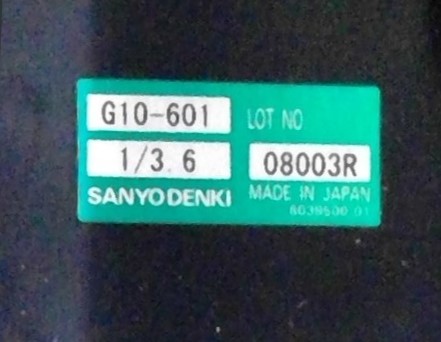 G10-601 LOT NO
1/3.6 08003R
SANYODENKI MADE IN JAPAN